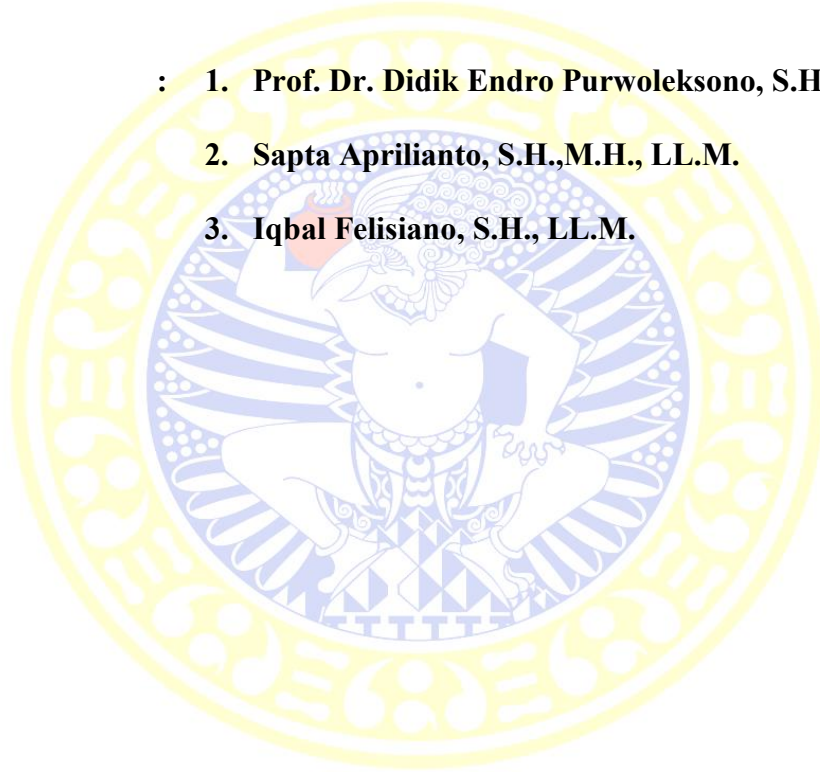 : 1. Prof. Dr. Didik Endro Purwoleksono, S.H
2. Sapta Aprilianto, S.H.,M.H., LL.M.
3. Iqbal Felisiano, S.H., LL.M.